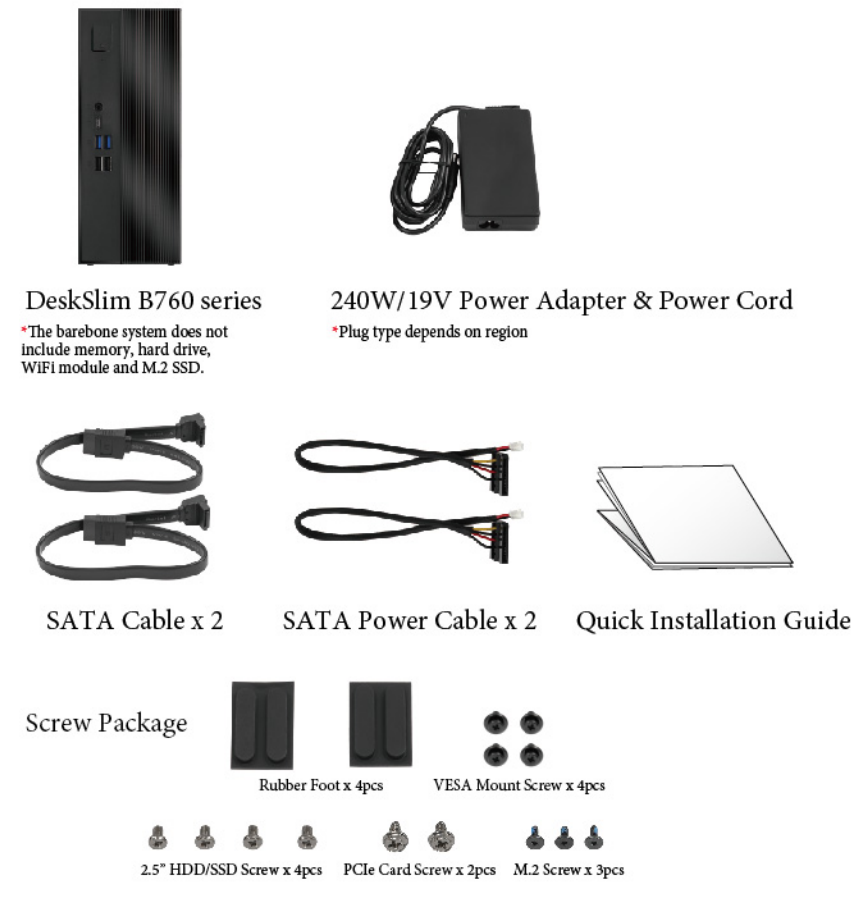 DeskSlim B760 series
*The barebone system does not
include memory, hard drive,
WiFi module and M.2 SSD.
240W/19V Power Adapter & Power Cord
*Plug type depends on region
SATA Cable x 2
SATA Power Cable x 2
Quick Installation Guide
Screw Package
Rubber Foot x 4pcs
VESA Mount Screw x 4pcs
2.5” HDD/SSD Screw x 4pcs
PCIe Card Screw x 2pcs
M.2 Screw x 3pcs